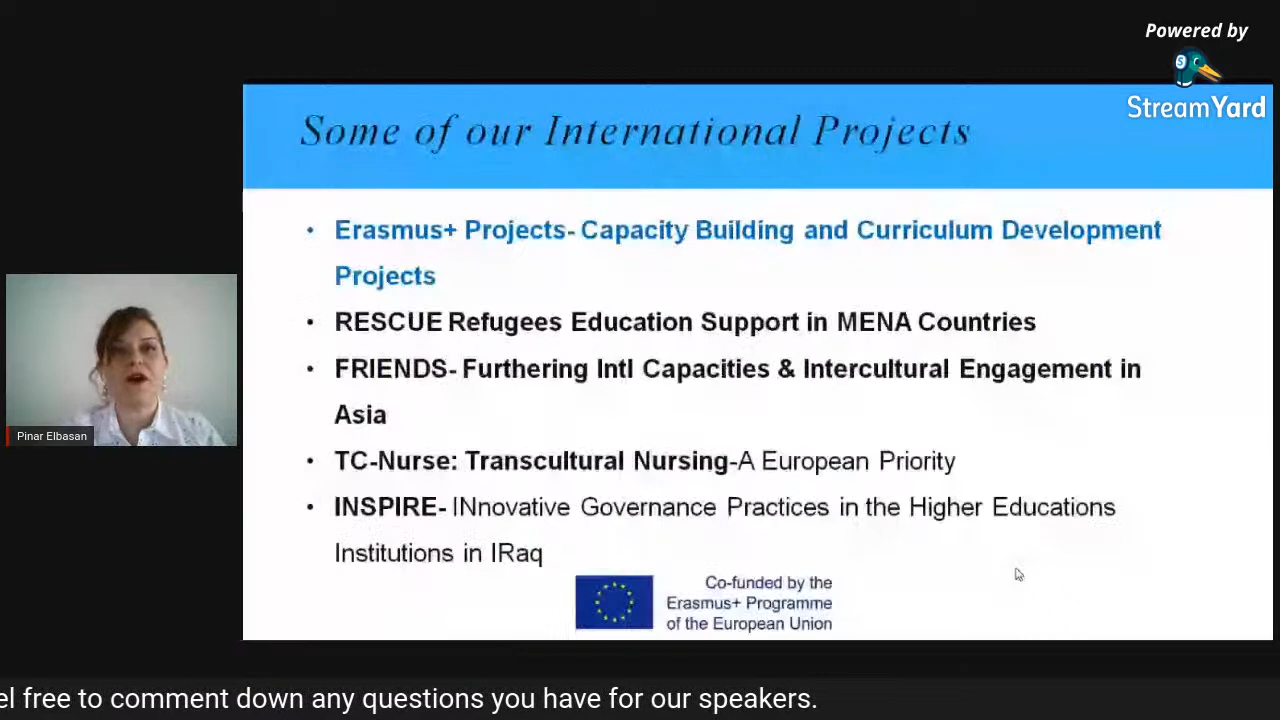 Powered by
StreamYard
Some of our International Projects
• Erasmus+ Projects- Capacity Building and Curriculum Development
Projects
• RESCUE Refugees Education Support in MENA Countries
• FRIENDS- Furthering Intl Capacities & Intercultural Engagement in
Asia
• TC-Nurse: Transcultural Nursing-A European Priority
• INSPIRE- INnovative Governance Practices in the Higher Educations
Institutions in IRaq
Co-funded by the
Erasmus+ Programme
of the European Union
Pinar Elbasan
el free to comment down any questions you have for our speakers.